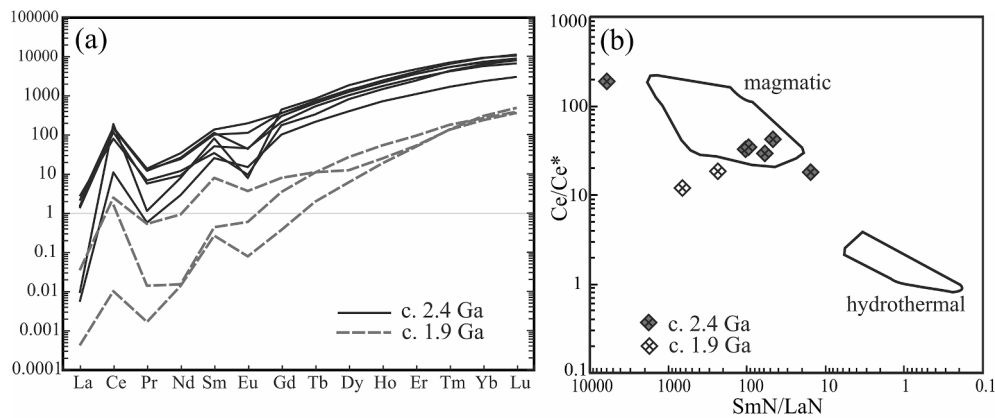 (a)
100000
10000
1000
100
10
1
0.1
0.01
0.001
0.0001
La Ce Pr Nd Sm Eu Gd Tb Dy Ho Er Tm Yb Lu
c. 2.4 Ga
c. 1.9 Ga
(b)
Ce/Ce*
1000
100
10
1
0.1
magmatic
hydrothermal
c. 2.4 Ga
c. 1.9 Ga
10000 1000 100 10 1 0.1
SmN/LaN